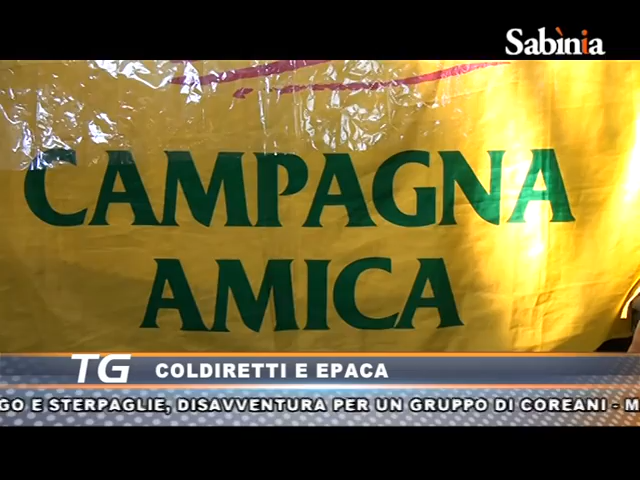 Sabìnia
CAMPAGNA
AMICA
TG COLDIRETTI E EPACA
GO E STERPAGLIE, DISAVVENTURA PER UN GRUPPO DI COREANI - M